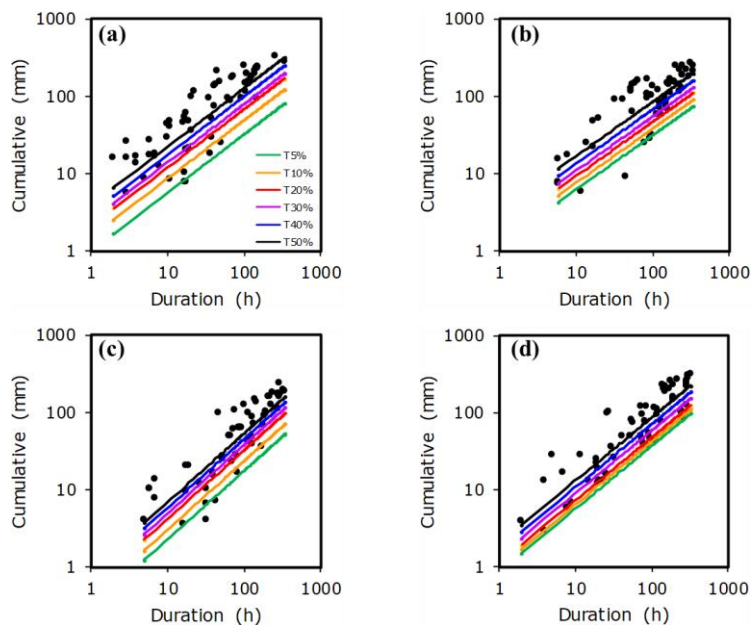 (a)
1000
100
10
1
Cumulative (mm)
T5%
T10%
T20%
T30%
T40%
T50%
1 10 100 1000
Duration (h)
(b)
1000
100
10
1
Cumulative (mm)
1 10 100 1000
Duration (h)
(c)
1000
100
10
1
Cumulative (mm)
1 10 100 1000
Duration (h)
(d)
1000
100
10
1
Cumulative (mm)
1 10 100 1000
Duration (h)